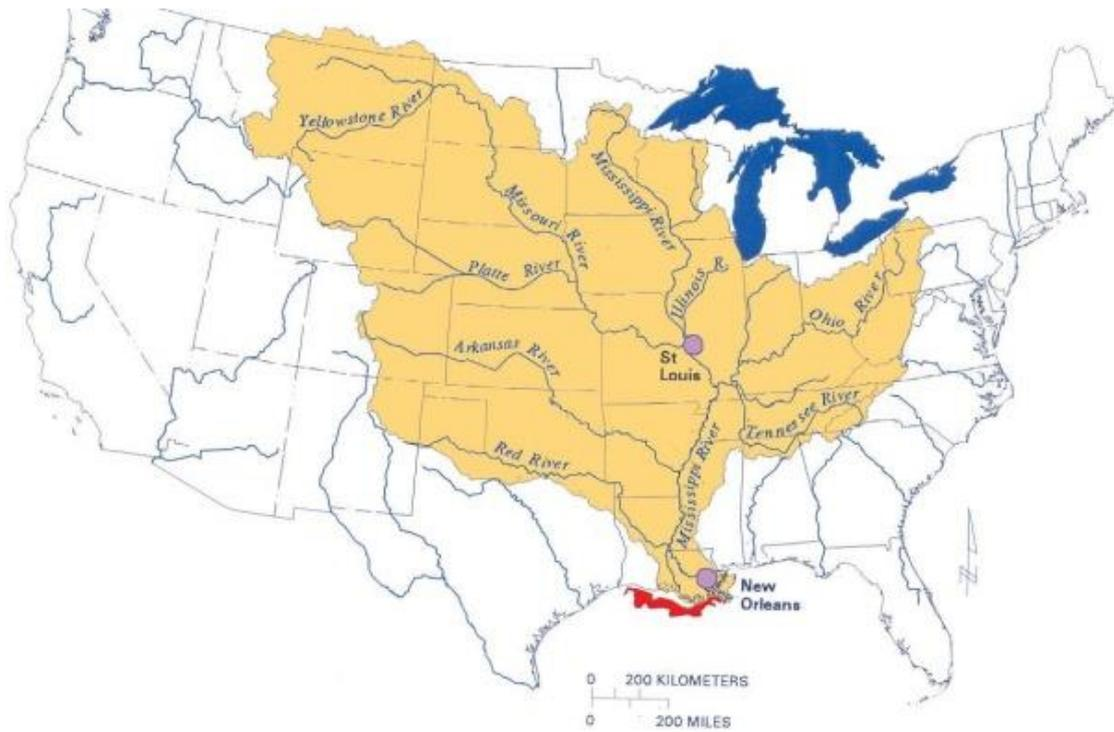 Yellowstone River
Missouri River
Mississippi River
Platte River
Illinois R.
Ohio River
Arkansas River
St
Louis
Tennessee River
Red River
Mississippi River
New
Orleans
0 200 KILOMETERS
0 200 MILES
N